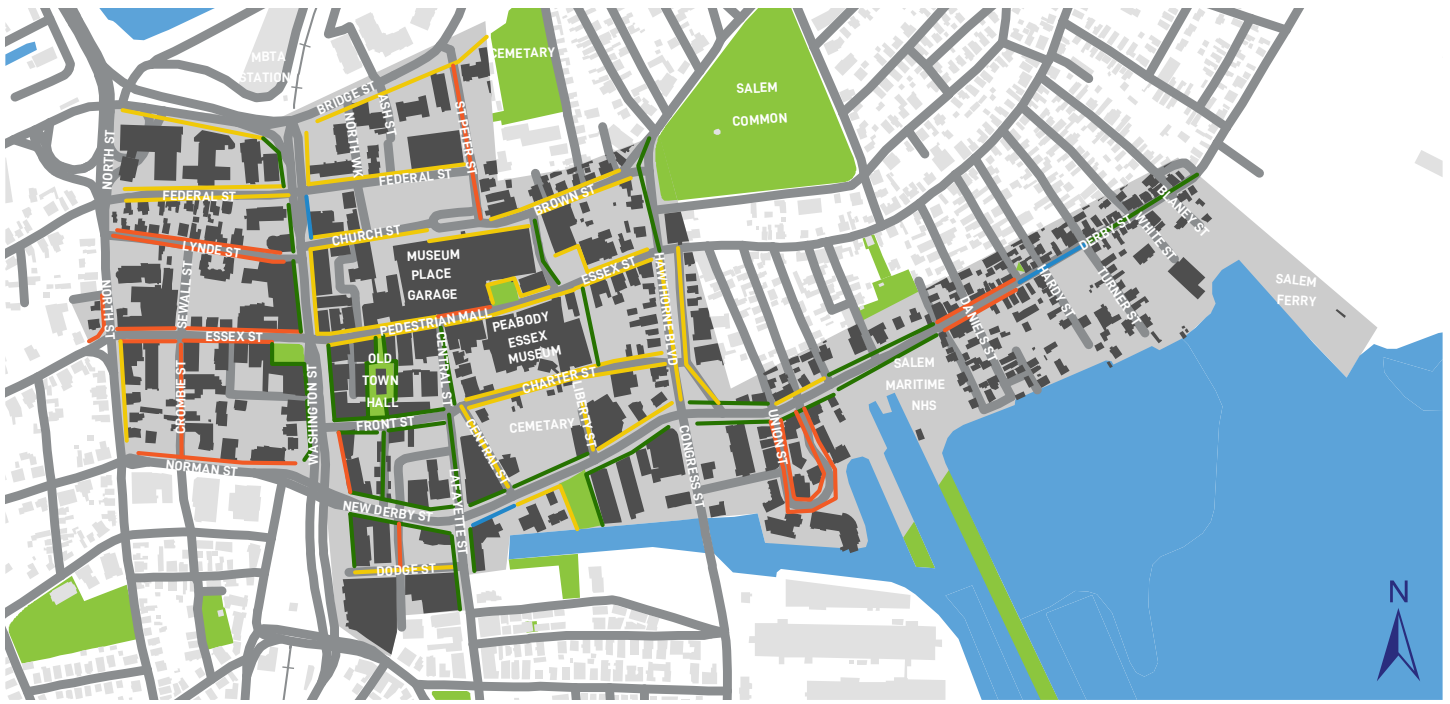 MBTA
STATION
CEMETARY
SALEM
COMMON
BRIDGE ST
ASH ST
NORTH WK
ST PETER ST
NORTH ST
FEDERAL ST
FEDERAL ST
BROWN ST
LYNDE ST
CHURCH ST
MUSEUM
PLACE
GARAGE
ESSEX ST
HAWTHORNE BLVD
SEWALL ST
NORTH ST
ESSEX ST
PEDESTRIAN MALL
PEABODY
ESSEX
MUSEUM
CENTRAL ST
OLD
TOWN
HALL
CROMBIE ST
WASHINGTON ST
CHARTER ST
LIBERTY ST
FRONT ST
CEMETERY
CENTRAL ST
NORMAN ST
LAFAYETTE ST
NEW DERBY ST
DODGE ST
CONGRESS ST
UNION ST
SALEM
MARITIME
NHS
DANIELS ST
HARDY ST
TURNER ST
DERBY ST
WHITE ST
BLANEY ST
SALEM
FERRY
N